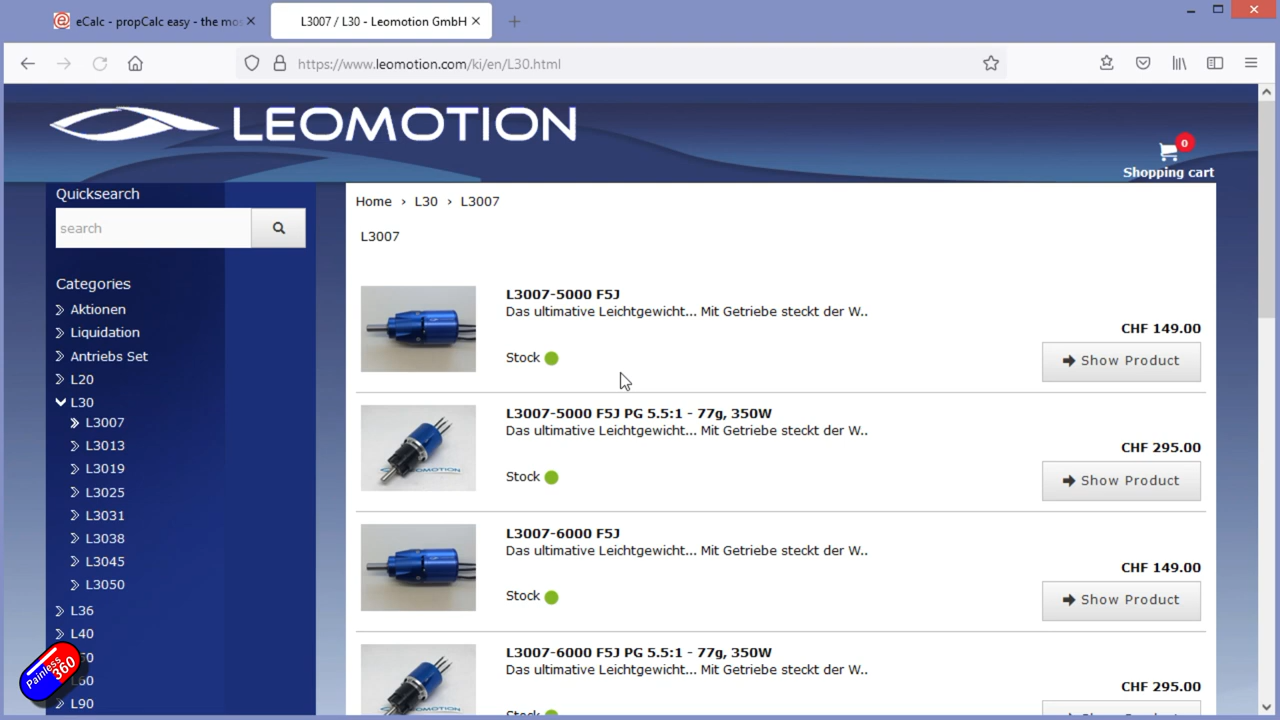 eCalc - propCalc easy - the mos
L3007 / L30 - Leomotion GmbH
https://www.leomotion.com/ki/en/L30.html
LEOMOTION
0
Shopping cart
Quicksearch
search
Categories
Aktionen
Liquidation
Antriebs Set
L20
L30
L3007
L3013
L3019
L3025
L3031
L3038
L3045
L3050
L36
L40
50
60
L90
Home › L30 › L3007
L3007
L3007-5000 F5J
Das ultimative Leichtgewicht... Mit Getriebe steckt der W..
CHF 149.00
Stock
Show Product
L3007-5000 F5J PG 5.5:1 - 77g, 350W
Das ultimative Leichtgewicht... Mit Getriebe steckt der W..
CHF 295.00
Stock
Show Product
LEOMOTION
L3007-6000 F5J
Das ultimative Leichtgewicht... Mit Getriebe steckt der W..
CHF 149.00
Stock
Show Product
L3007-6000 F5J PG 5.5:1 - 77g, 350W
Das ultimative Leichtgewicht... Mit Getriebe steckt der W..
CHF 295.00
Stock
Painless
360